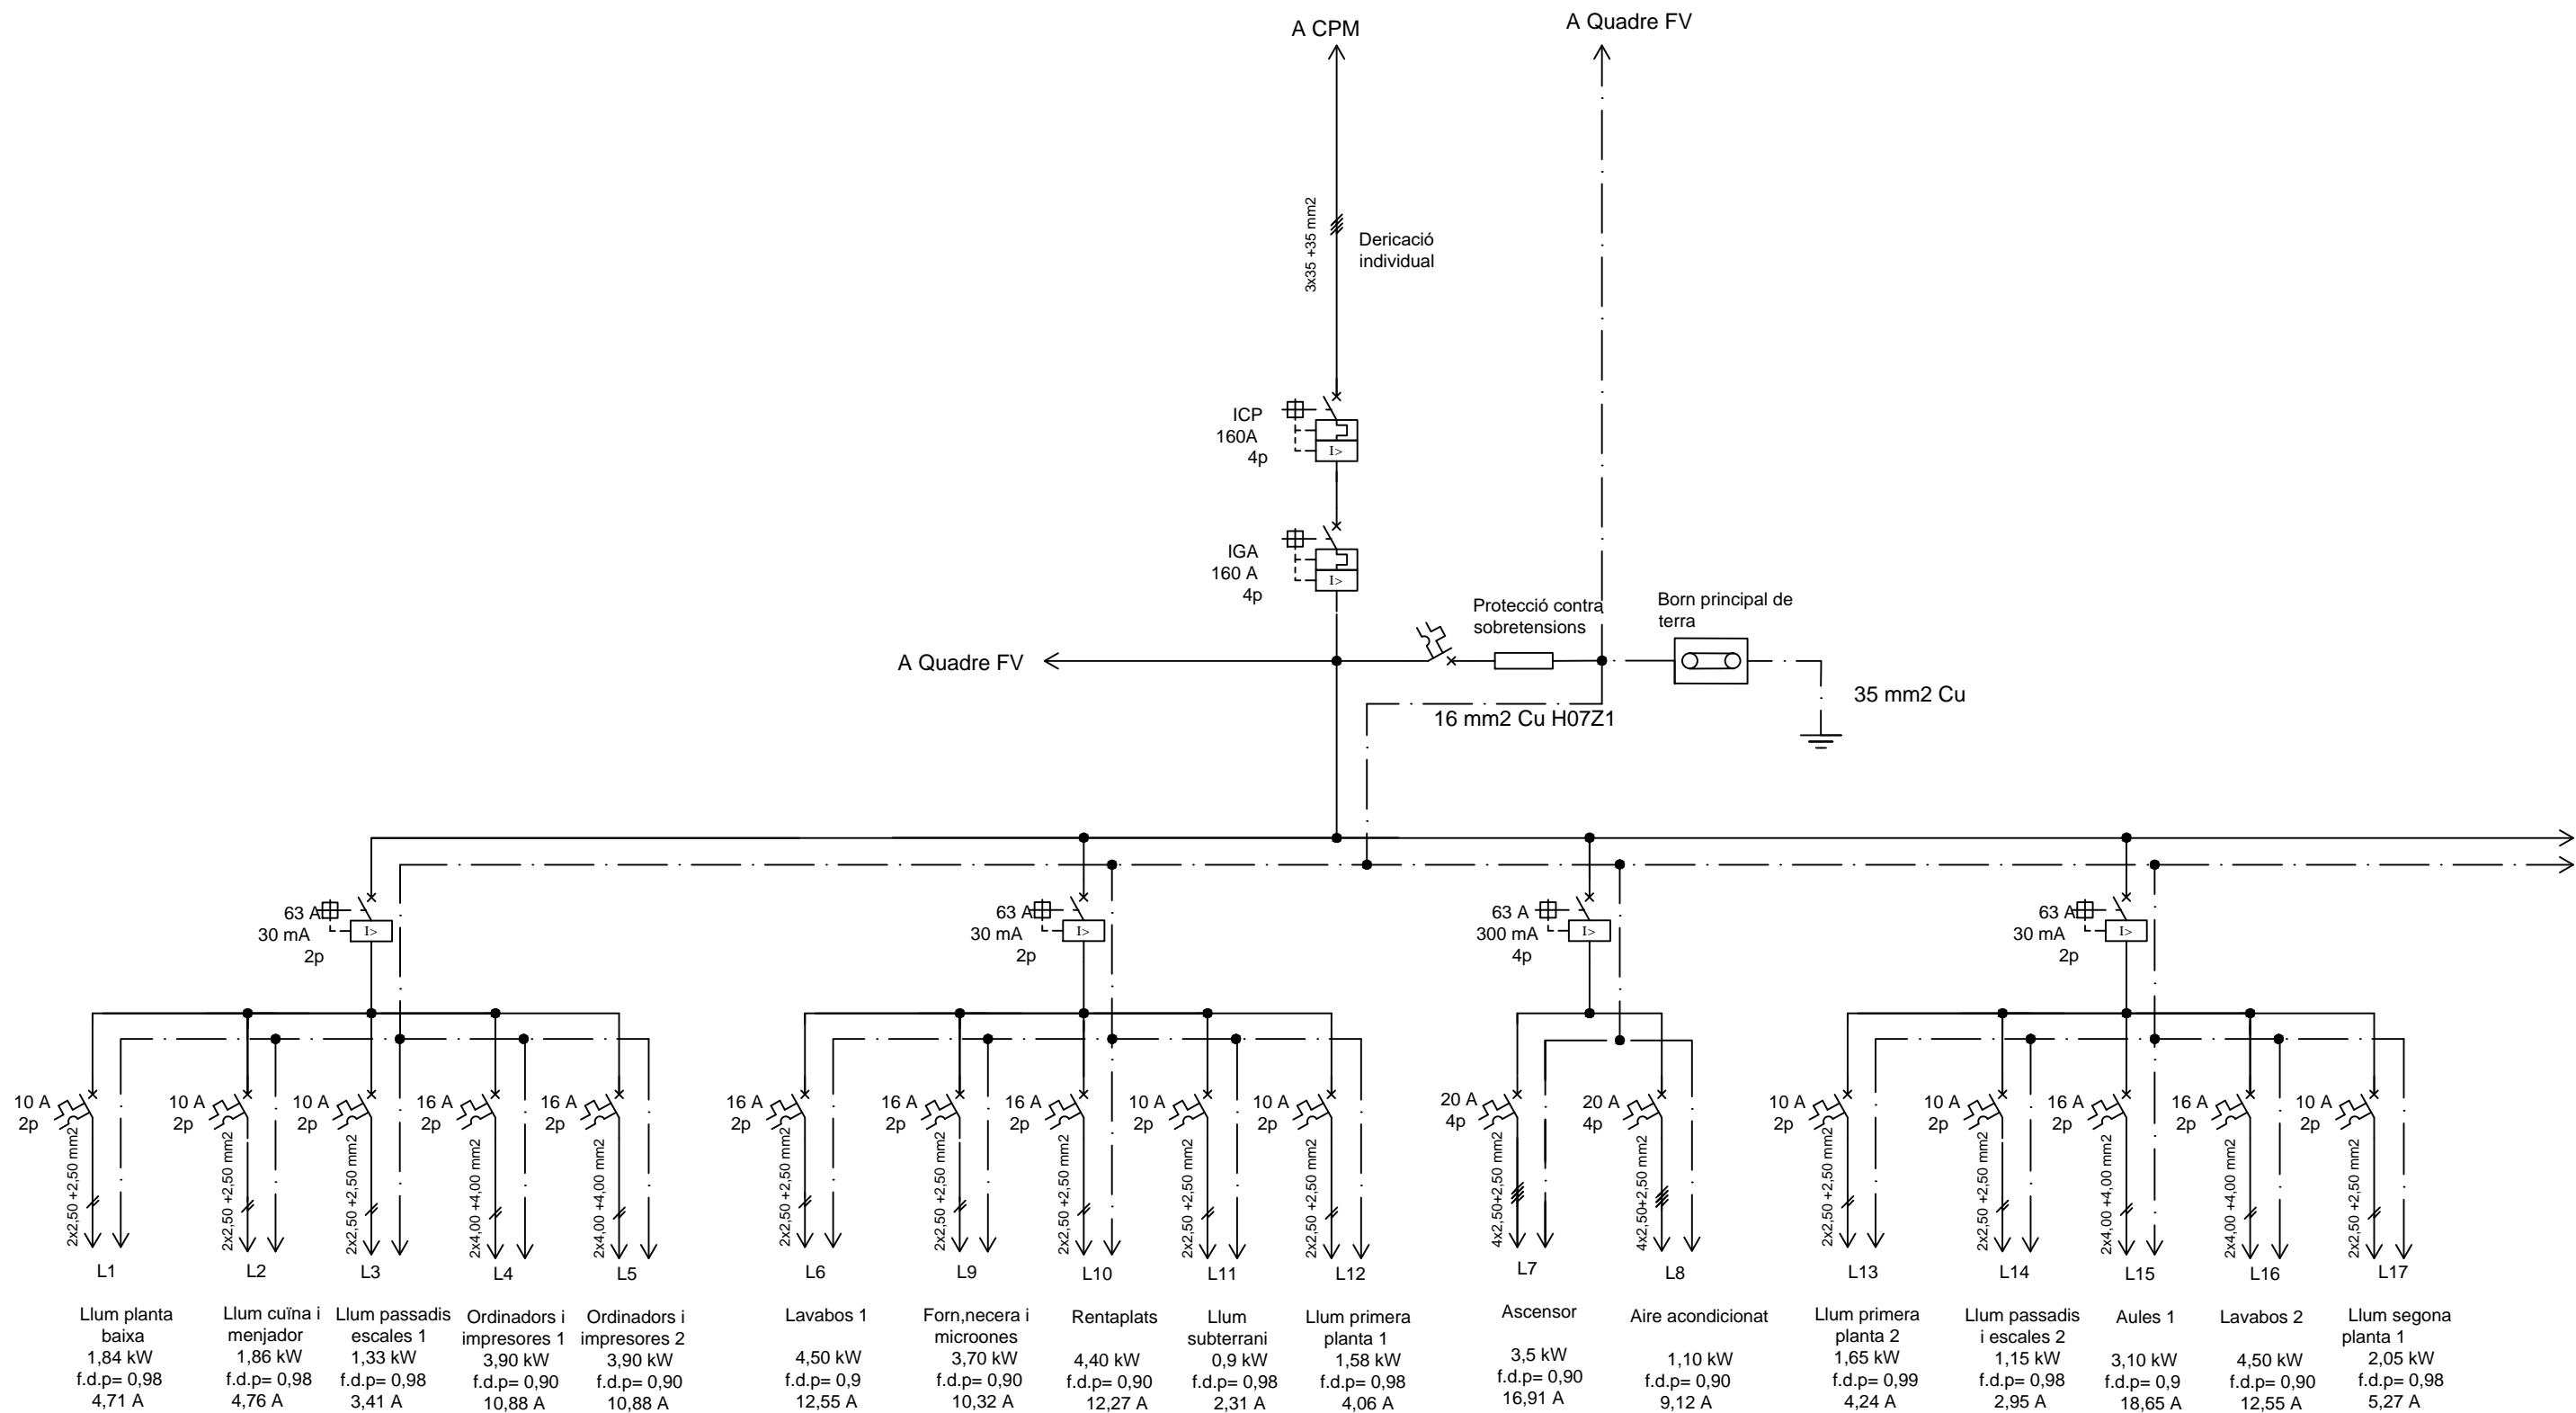 A CPM
A Quadre FV
3x35 +35 mm2
Dericació
individual
ICP
160A
4p
I>
IGA
160 A
4p
I>
Protecció contra
sobretensions
Born principal de
terra
A Quadre FV
35 mm2 Cu
16 mm2 Cu H07Z1
63 A
30 mA
2p
I>
63 A
30 mA
2p
I>
63 A
300 mA
4p
I>
63 A
30 mA
2p
I>
10 A
2p
2x2,50 +2,50 mm2
L1
Llum planta
baixa
1,84 kW
f.d.p= 0,98
4,71 A
10 A
2p
2x2,50 +2,50 mm2
L2
Llum cuïna i
menjador
1,86 kW
f.d.p= 0,98
4,76 A
10 A
2p
2x2,50 +2,50 mm2
L3
Llum passadis
escales 1
1,33 kW
f.d.p= 0,98
3,41 A
16 A
2p
2x4,00 +4,00 mm2
L4
Ordinadors i
impresores 1
3,90 kW
f.d.p= 0,90
10,88 A
16 A
2p
2x4,00 +4,00 mm2
L5
Ordinadors i
impresores 2
3,90 kW
f.d.p= 0,90
10,88 A
16 A
2p
2x2,50 +2,50 mm2
L6
Lavabos 1
4,50 kW
f.d.p= 0,9
12,55 A
16 A
2p
2x2,50 +2,50 mm2
L9
Forn,necera i
microones
3,70 kW
f.d.p= 0,90
10,32 A
16 A
2p
2x2,50 +2,50 mm2
L10
Rentaplats
4,40 kW
f.d.p= 0,90
12,27 A
10 A
2p
2x2,50 +2,50 mm2
L11
Llum
subterrani
0,9 kW
f.d.p= 0,98
2,31 A
10 A
2p
2x2,50 +2,50 mm2
L12
Llum primera
planta 1
1,58 kW
f.d.p= 0,98
4,06 A
20 A
4p
4x2,50+2,50 mm2
L7
Ascensor
3,5 kW
f.d.p= 0,90
16,91 A
20 A
4p
4x2,50+2,50 mm2
L8
Aire acondicionat
1,10 kW
f.d.p= 0,90
9,12 A
10 A
2p
2x2,50 +2,50 mm2
L13
Llum primera
planta 2
1,65 kW
f.d.p= 0,99
4,24 A
10 A
2p
2x2,50 +2,50 mm2
L14
Llum passadis
i escales 2
1,15 kW
f.d.p= 0,98
2,95 A
16 A
2p
2x4,00 +4,00 mm2
L15
Aules 1
3,10 kW
f.d.p= 0,9
18,65 A
16 A
2p
2x4,00 +4,00 mm2
L16
Lavabos 2
4,50 kW
f.d.p= 0,90
12,55 A
10 A
2p
2x2,50 +2,50 mm2
L17
Llum segona
planta 1
2,05 kW
f.d.p= 0,98
5,27 A